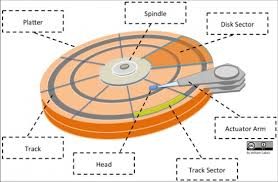 Spindle
Platter
Disk Sector
Actuator Arm
Track
Head
Track Sector